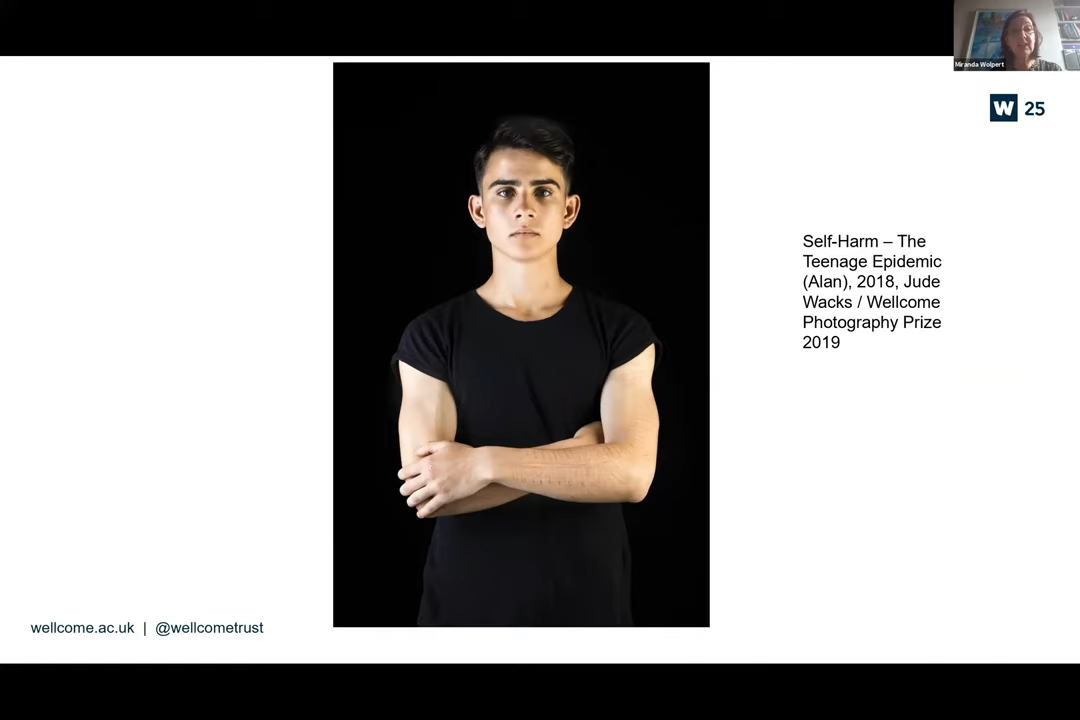 Miranda Wolpert
W 25
Self-Harm – The
Teenage Epidemic
(Alan), 2018, Jude
Wacks / Wellcome
Photography Prize
2019
wellcome.ac.uk | @wellcometrust